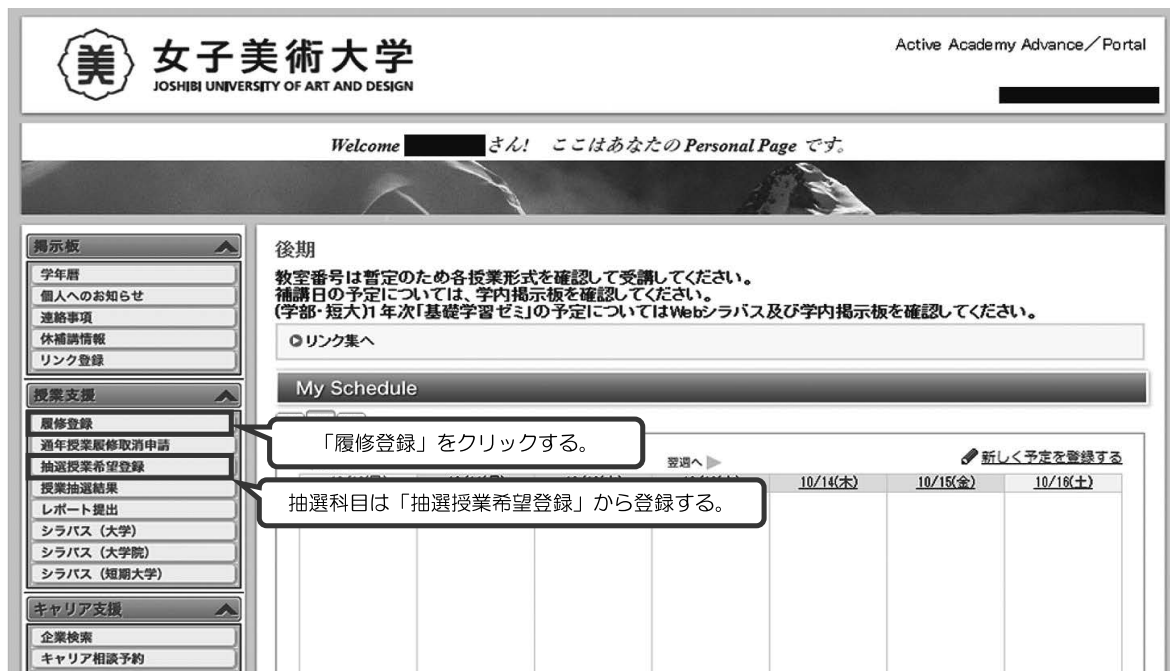 女子美術大学
JOSHIBI UNIVERSITY OF ART AND DESIGN
Active Academy Advance／Portal
Welcome さん! ここはあなたの Personal Page です。
掲示板
学年暦
個人へのお知らせ
連絡事項
休補講情報
リンク登録
授業支援
履修登録
通年授業履修取消申請
抽選授業希望登録
授業抽選結果
レポート提出
シラバス（大学）
シラバス（大学院）
シラバス（短期大学）
キャリア支援
企業検索
キャリア相談予約
後期
教室番号は暫定のため各授業形式を確認して受講してください。
補講日の予定については、学内掲示板を確認してください。
(学部・短大)1年次「基礎学習ゼミ」の予定についてはWebシラバス及び学内掲示板を確認してください。
リンク集へ
My Schedule
「履修登録」をクリックする。
翌週へ
新しく予定を登録する
10/14(木) 10/15(金) 10/16(土)
抽選科目は「抽選授業希望登録」から登録する。